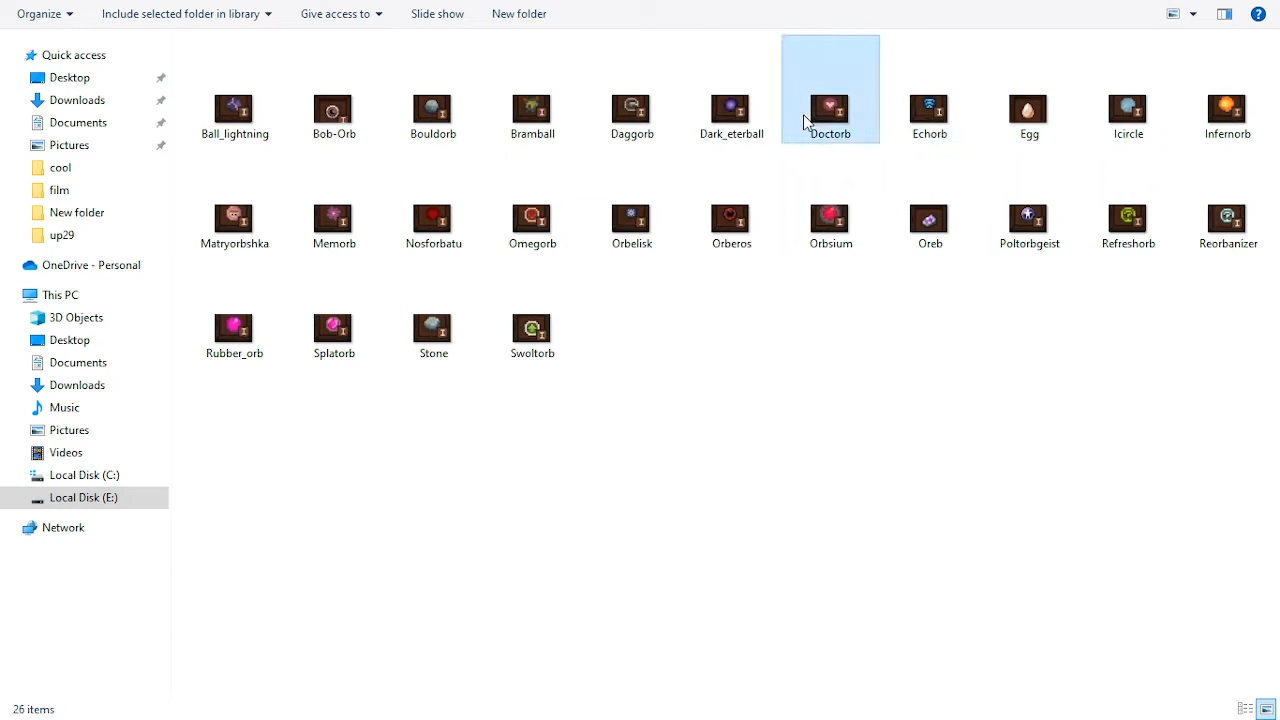 Organize Include selected folder in library Give access to Slide show New folder
Quick access
Desktop
Downloads
Documents
Pictures
cool
film
New folder
up29
OneDrive - Personal
This PC
3D Objects
Desktop
Documents
Downloads
Music
Pictures
Videos
Local Disk (C:)
Local Disk (E:)
Network
Ball_lightning Bob-Orb Bouldorb Bramball Daggorb Dark_eterball Doctorb Echorb Egg Icircle Infernorb
Matryorbshka Memorb Nosforbatu Omegorb Orbelisk Orberos Orbsium Oreb Poltorbgeist Refreshorb Reorbanizer
Rubber_orb Splatorb Stone Swoltorb
26 items